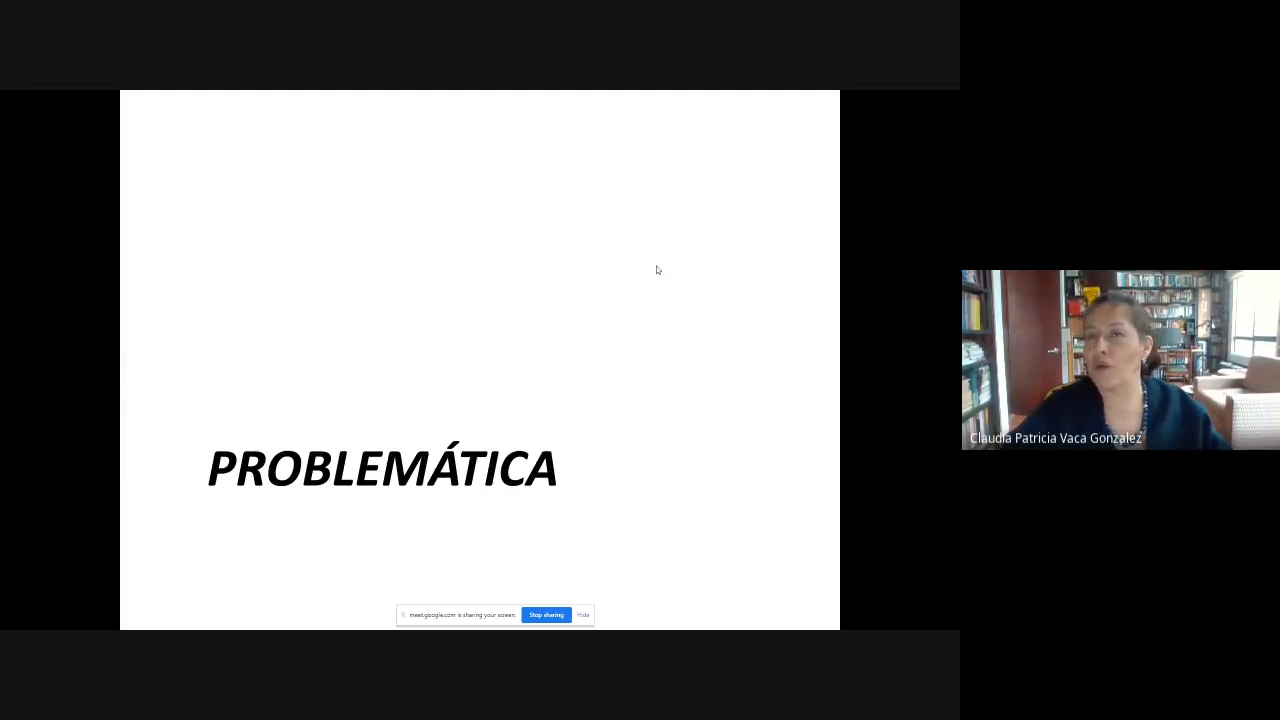 PROBLEMÁTICA
meet.google.com is sharing your screen. Stop sharing Hide
Claudia Patricia Vaca Gonzalez